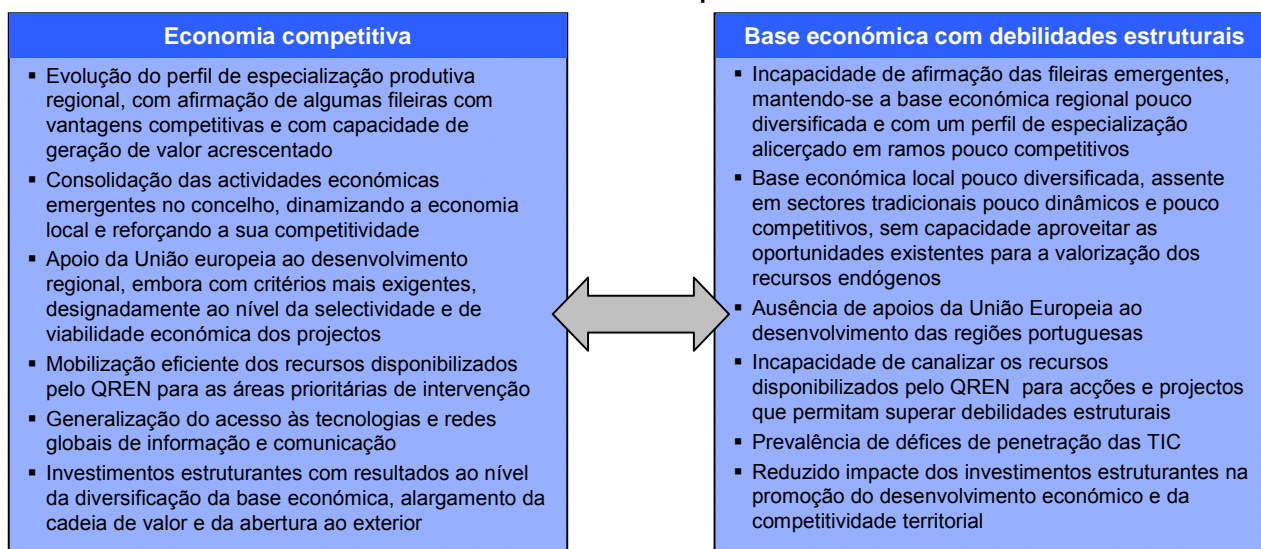 Economia competitiva
▪ Evolução do perfil de especialização produtiva
regional, com afirmação de algumas fileiras com
vantagens competitivas e com capacidade de
geração de valor acrescentado
▪ Consolidação das actividades económicas
emergentes no concelho, dinamizando a economia
local e reforçando a sua competitividade
▪ Apoio da União europeia ao desenvolvimento
regional, embora com critérios mais exigentes,
designadamente ao nível da selectividade e de
viabilidade económica dos projectos
▪ Mobilização eficiente dos recursos disponibilizados
pelo QREN para as áreas prioritárias de intervenção
▪ Generalização do acesso às tecnologias e redes
globais de informação e comunicação
▪ Investimentos estruturantes com resultados ao nível
da diversificação da base económica, alargamento da
cadeia de valor e da abertura ao exterior
Base económica com debilidades estruturais
▪ Incapacidade de afirmação das fileiras emergentes,
mantendo-se a base económica regional pouco
diversificada e com um perfil de especialização
alicerçado em ramos pouco competitivos
▪ Base económica local pouco diversificada, assente
em sectores tradicionais pouco dinâmicos e pouco
competitivos, sem capacidade aproveitar as
oportunidades existentes para a valorização dos
recursos endógenos
▪ Ausência de apoios da União Europeia ao
desenvolvimento das regiões portuguesas
▪ Incapacidade de canalizar os recursos
disponibilizados pelo QREN para acções e projectos
que permitam superar debilidades estruturais
▪ Prevalência de défices de penetração das TIC
▪ Reduzido impacte dos investimentos estruturantes na
promoção do desenvolvimento económico e da
competitividade territorial